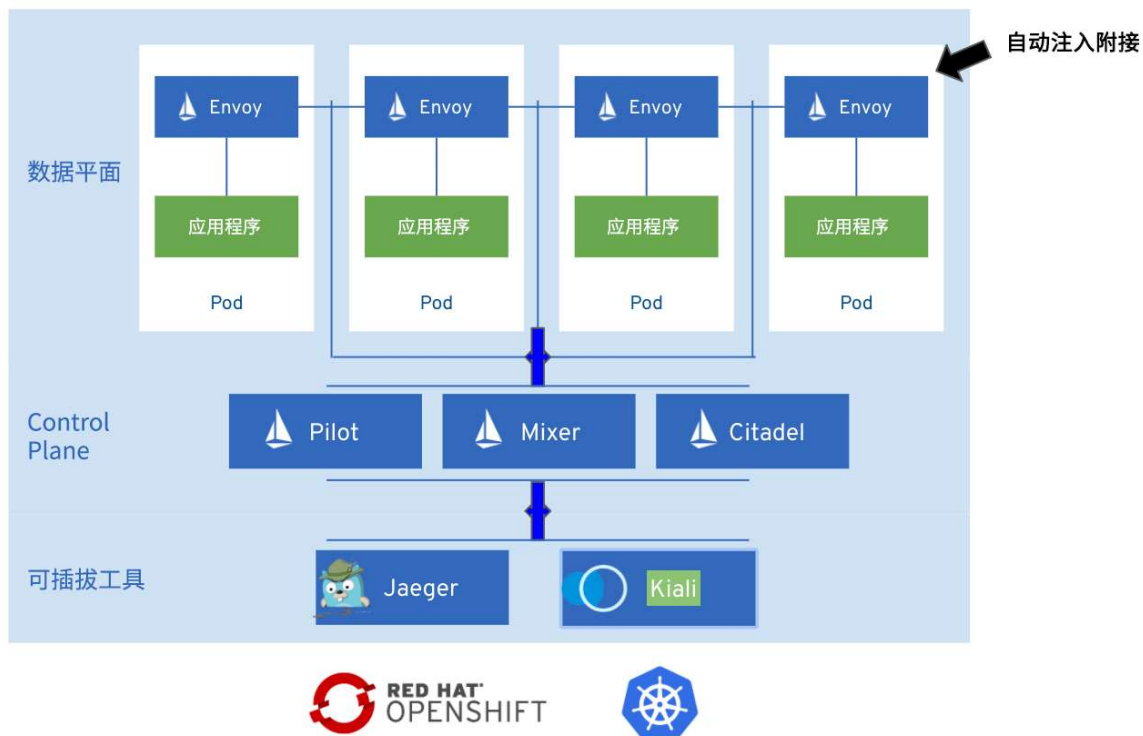 自动注入附接
Envoy
Envoy
Envoy
Envoy
数据平面
应用程序
应用程序
应用程序
应用程序
Pod
Pod
Pod
Pod
Control
Plane
Pilot
Mixer
Citadel
可插拔工具
Jaeger
Kiali
RED HAT
OPENSHIFT